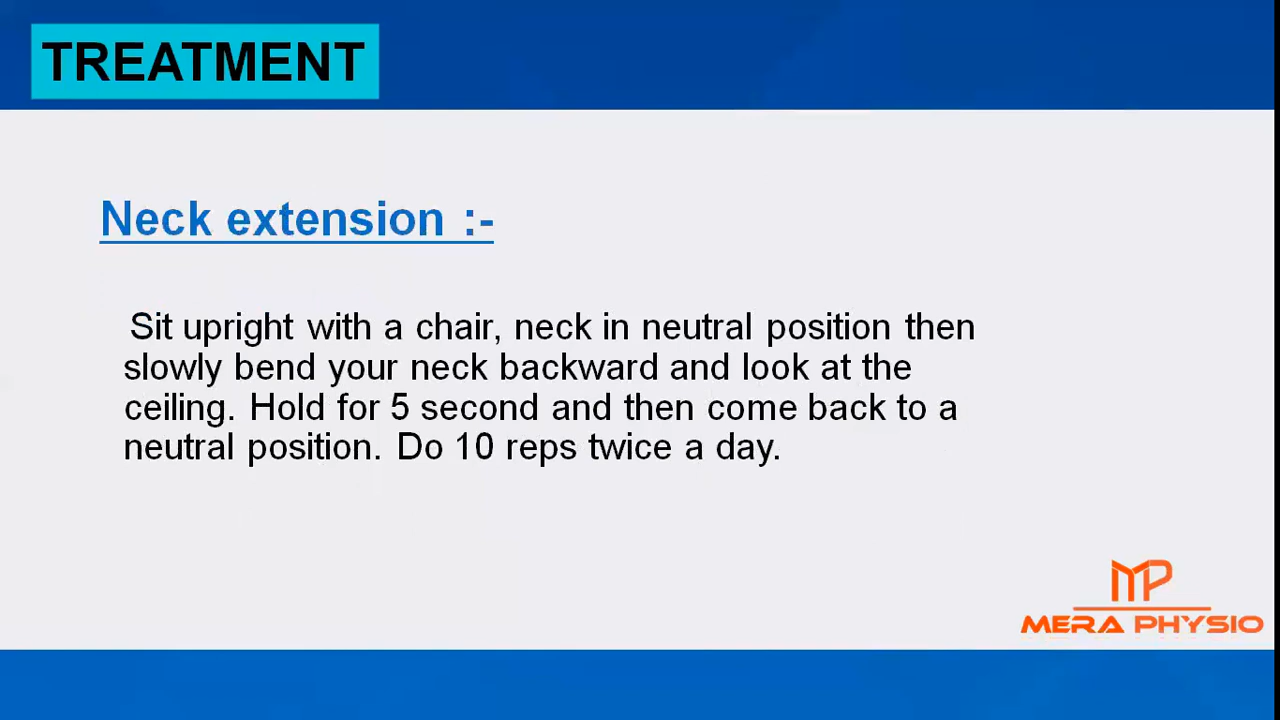 TREATMENT
Neck extension :-
Sit upright with a chair, neck in neutral position then
slowly bend your neck backward and look at the
ceiling. Hold for 5 second and then come back to a
neutral position. Do 10 reps twice a day.
MP
MERA PHYSIO